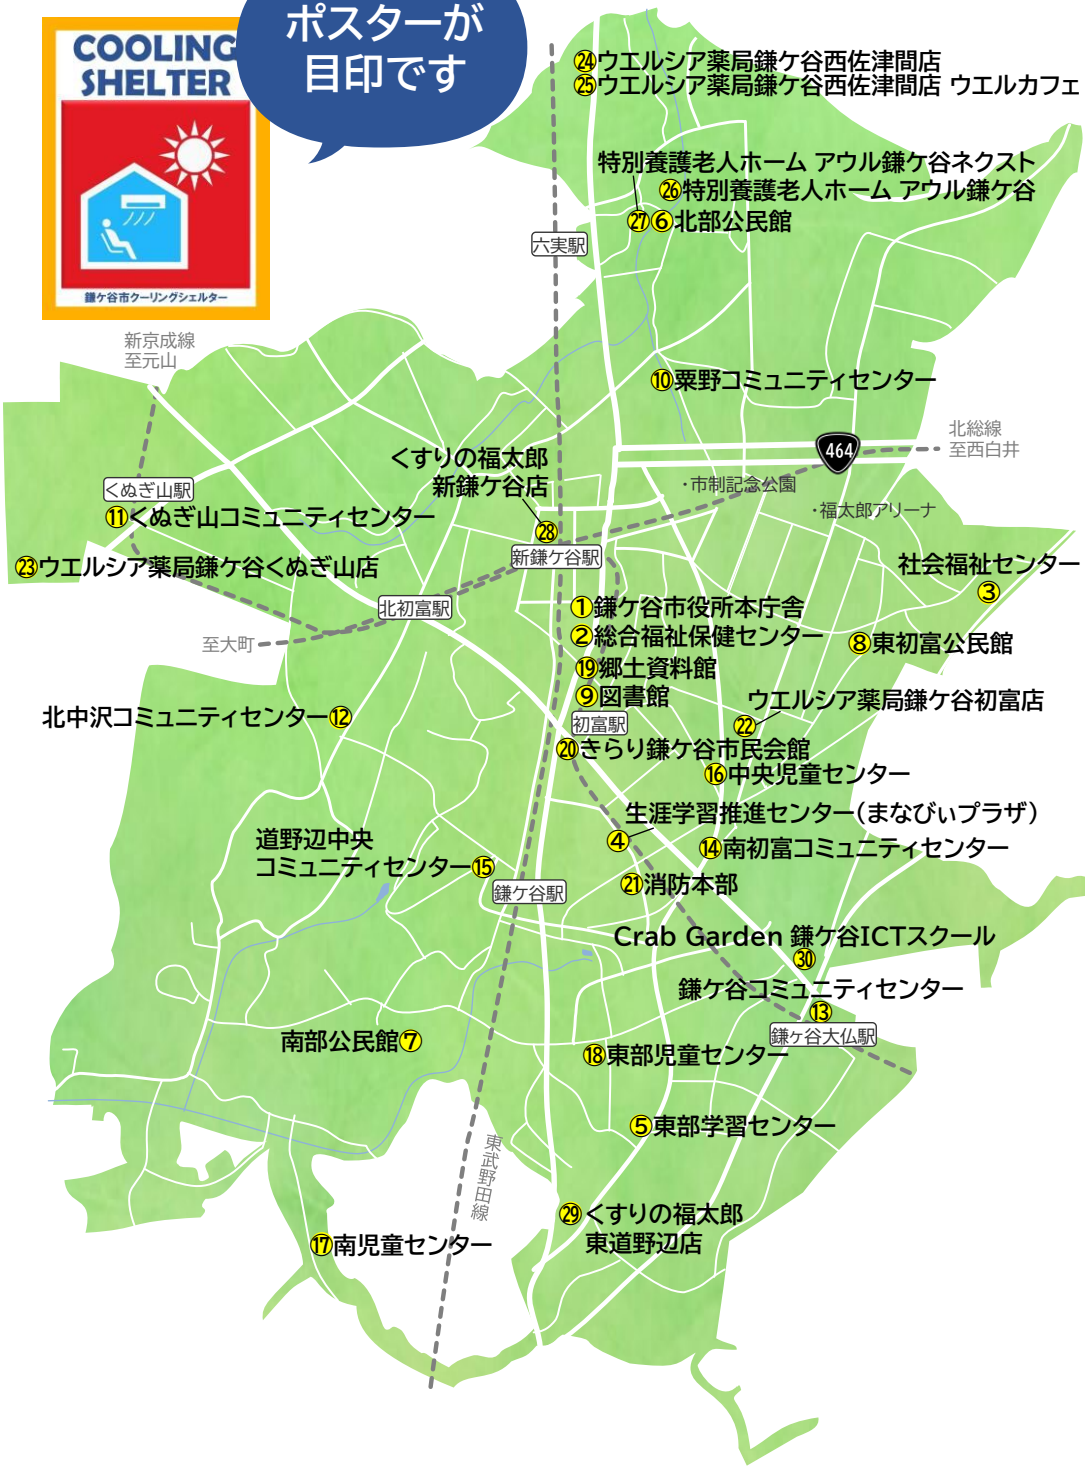 COOLING
SHELTER
鎌ケ谷市クーリングシェルター
ポスターが
目印です
㉔ウエルシア薬局鎌ケ谷西佐津間店
㉕ウエルシア薬局鎌ケ谷西佐津間店 ウエルカフェ
特別養護老人ホーム アウル鎌ケ谷ネクスト
㉖特別養護老人ホーム アウル鎌ケ谷
㉗⑥北部公民館
六実駅
新京成線
至元山
⑩粟野コミュニティセンター
北総線
至西白井
464
くすりの福太郎
新鎌ケ谷店
㉘
・市制記念公園
・福太郎アリーナ
くぬぎ山駅
⑪くぬぎ山コミュニティセンター
新鎌ケ谷駅
㉓ウエルシア薬局鎌ケ谷くぬぎ山店
社会福祉センター
③
北初富駅
①鎌ケ谷市役所本庁舎
②総合福祉保健センター
至大町
⑧東初富公民館
⑲郷土資料館
⑨図書館
ウエルシア薬局鎌ケ谷初富店
㉒
北中沢コミュニティセンター⑫
初富駅
⑳きらり鎌ケ谷市民会館
⑯中央児童センター
生涯学習推進センター(まなびぃプラザ)
④
⑭南初富コミュニティセンター
道野辺中央
コミュニティセンター⑮
㉑消防本部
鎌ケ谷駅
Crab Garden 鎌ケ谷ICTスクール
㉚
鎌ケ谷コミュニティセンター
⑬
鎌ヶ谷大仏駅
南部公民館⑦
⑱東部児童センター
⑤東部学習センター
東武野田線
㉙くすりの福太郎
東道野辺店
⑰南児童センター